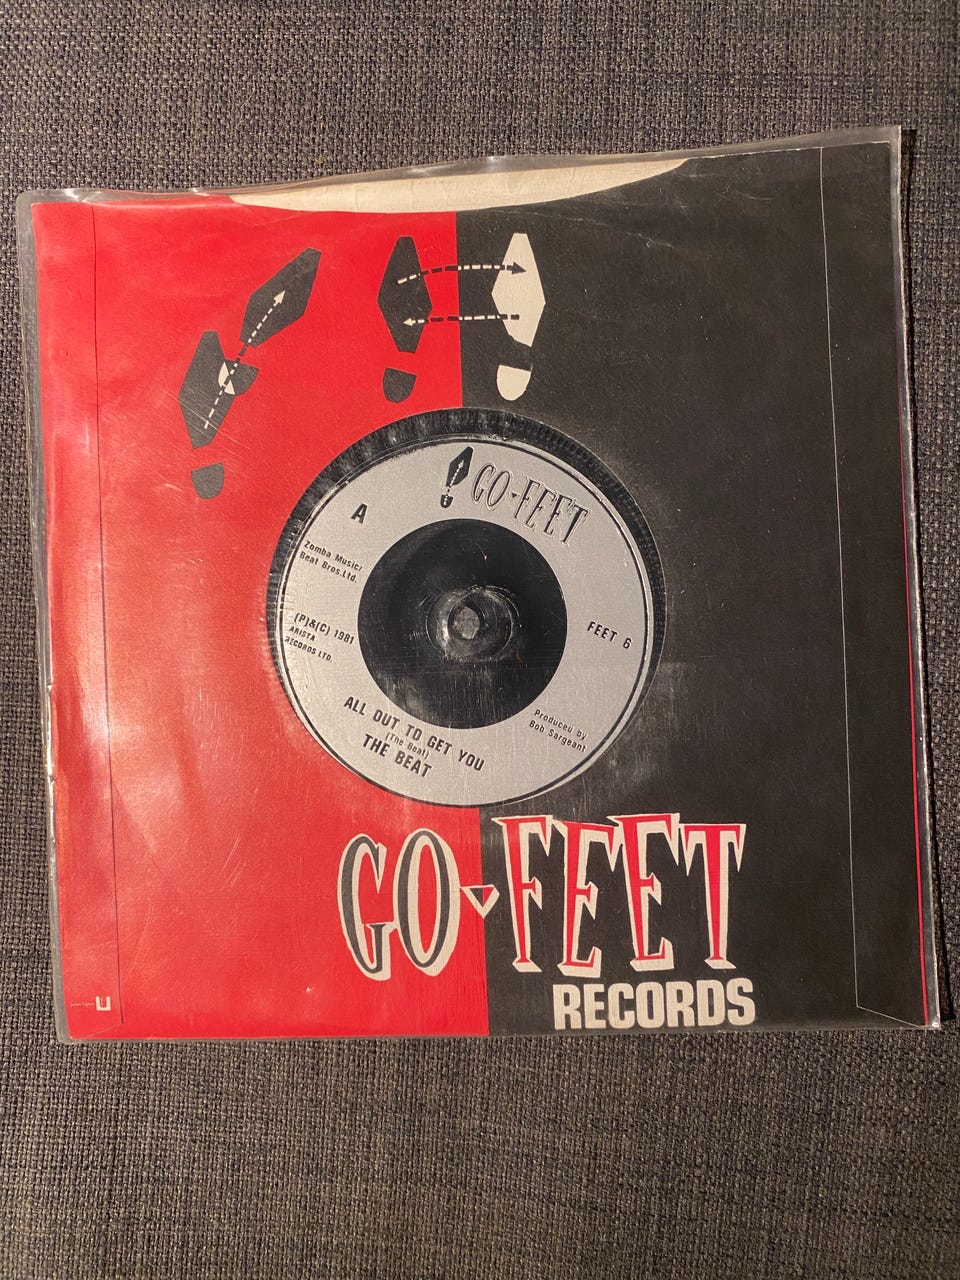 GO-FEET
A
Zomba Music/
Beat Bros.Ltd.
(P)&(C) 1981
ARISTA
RECORDS LTD.
FEET 6
Produced by
Bob Sargeant
ALL OUT TO GET YOU
(The Beat)
THE BEAT
GO FEET
RECORDS